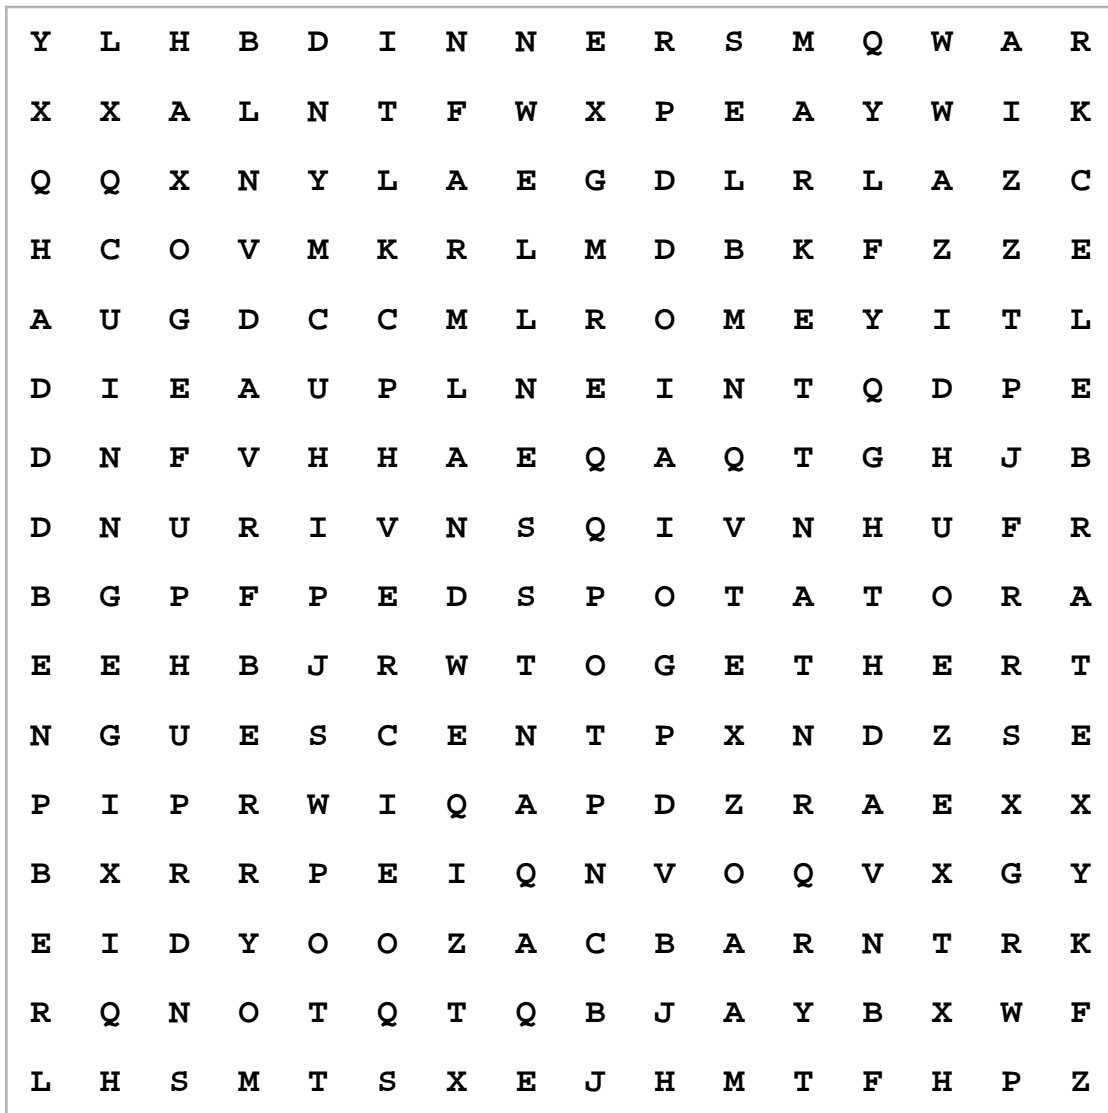 Y L H B D I N N E R S M Q W A R
X X A L N T F W X P E A Y W I K
Q Q X N Y L A E G D L R L A Z C
H C O V M K R L M D B K F Z Z E
A U G D C C M L R O M E Y I T L
D I E A U P L N E I N T Q D P E
D N F V H H A E Q A Q T G H J B
D N U R I V N S Q I V N H U F R
B G P F P E D S P O T A T O R A
E E H B J R W T O G E T H E R T
N G U E S C E N T P X N D Z S E
P I P R W I Q A P D Z R A E X X
B X R R P E I Q N V O Q V X G Y
E I D Y O O Z A C B A R N T R K
R Q N O T Q T Q B J A Y B X W F
L H S M T S X E J H M T F H P Z